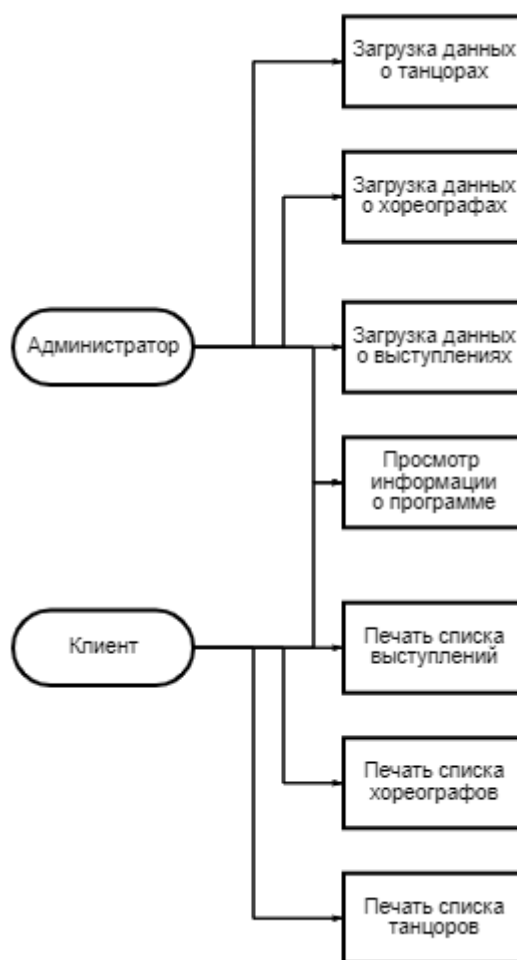 Загрузка данных
о танцорах
Загрузка данных
о хореографах
Администратор
Загрузка данных
о выступлениях
Просмотр
информации
о программе
Клиент
Печать списка
выступлений
Печать списка
хореографов
Печать списка
танцоров